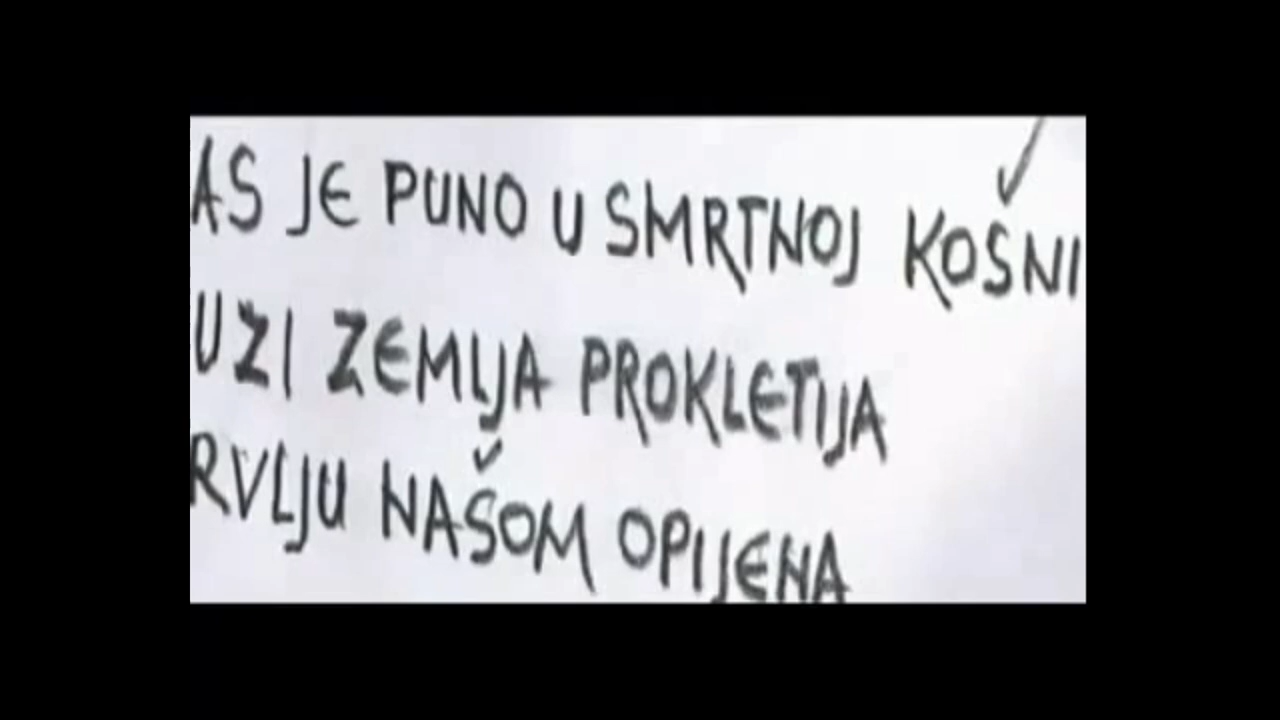 AS JE PUNO U SMRTNOJ KOŠNI
UZI ZEMLJA PROKLETIJA
RVLJU NAŠOM OPIJENA